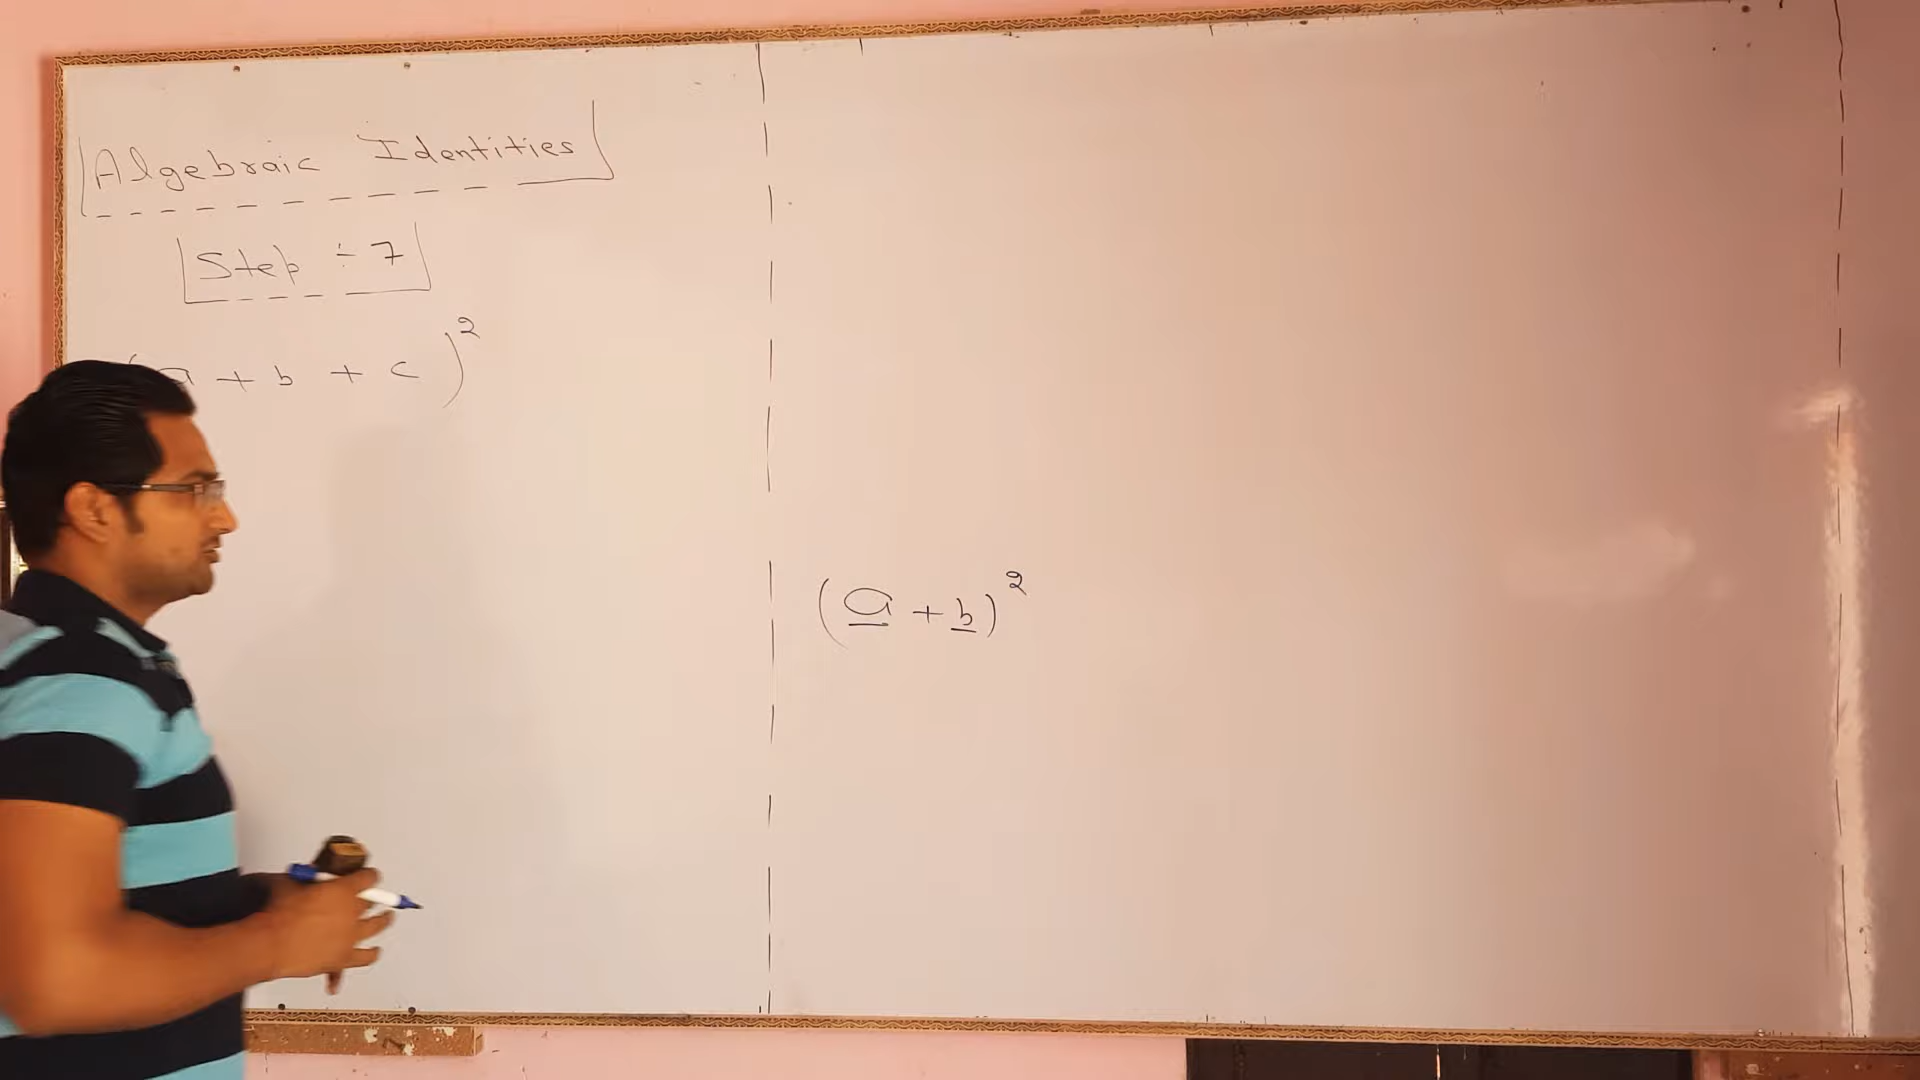 Algebraic Identities
Step ÷ 7
(a + b + c)²
(a + b)²